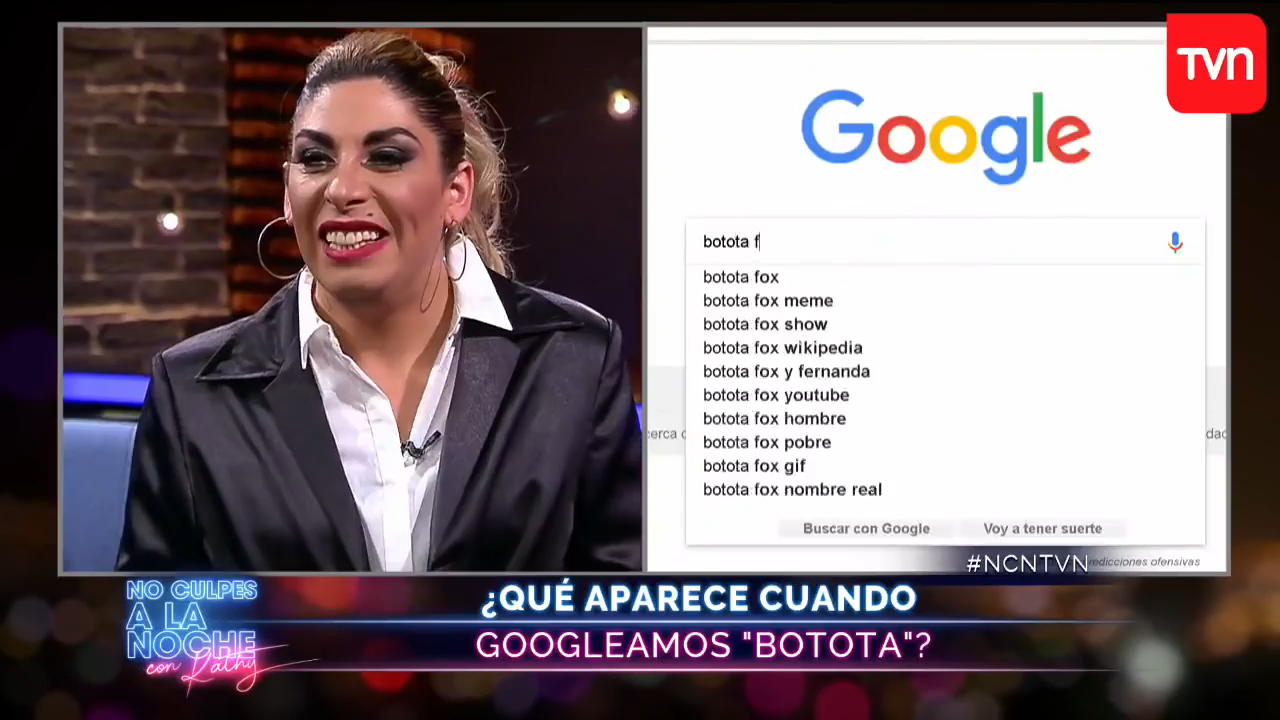 TVN
Google
botota f
botota fox
botota fox meme
botota fox show
botota fox wikipedia
botota fox y fernanda
botota fox youtube
botota fox hombre
botota fox pobre
botota fox gif
botota fox nombre real
Buscar con Google Voy a tener suerte
#NCNTVN
ofensivas
NO CULPES
A LA
NOCHE
con Kathy
¿QUÉ APARECE CUANDO
GOOGLEAMOS "BOTOTA"?